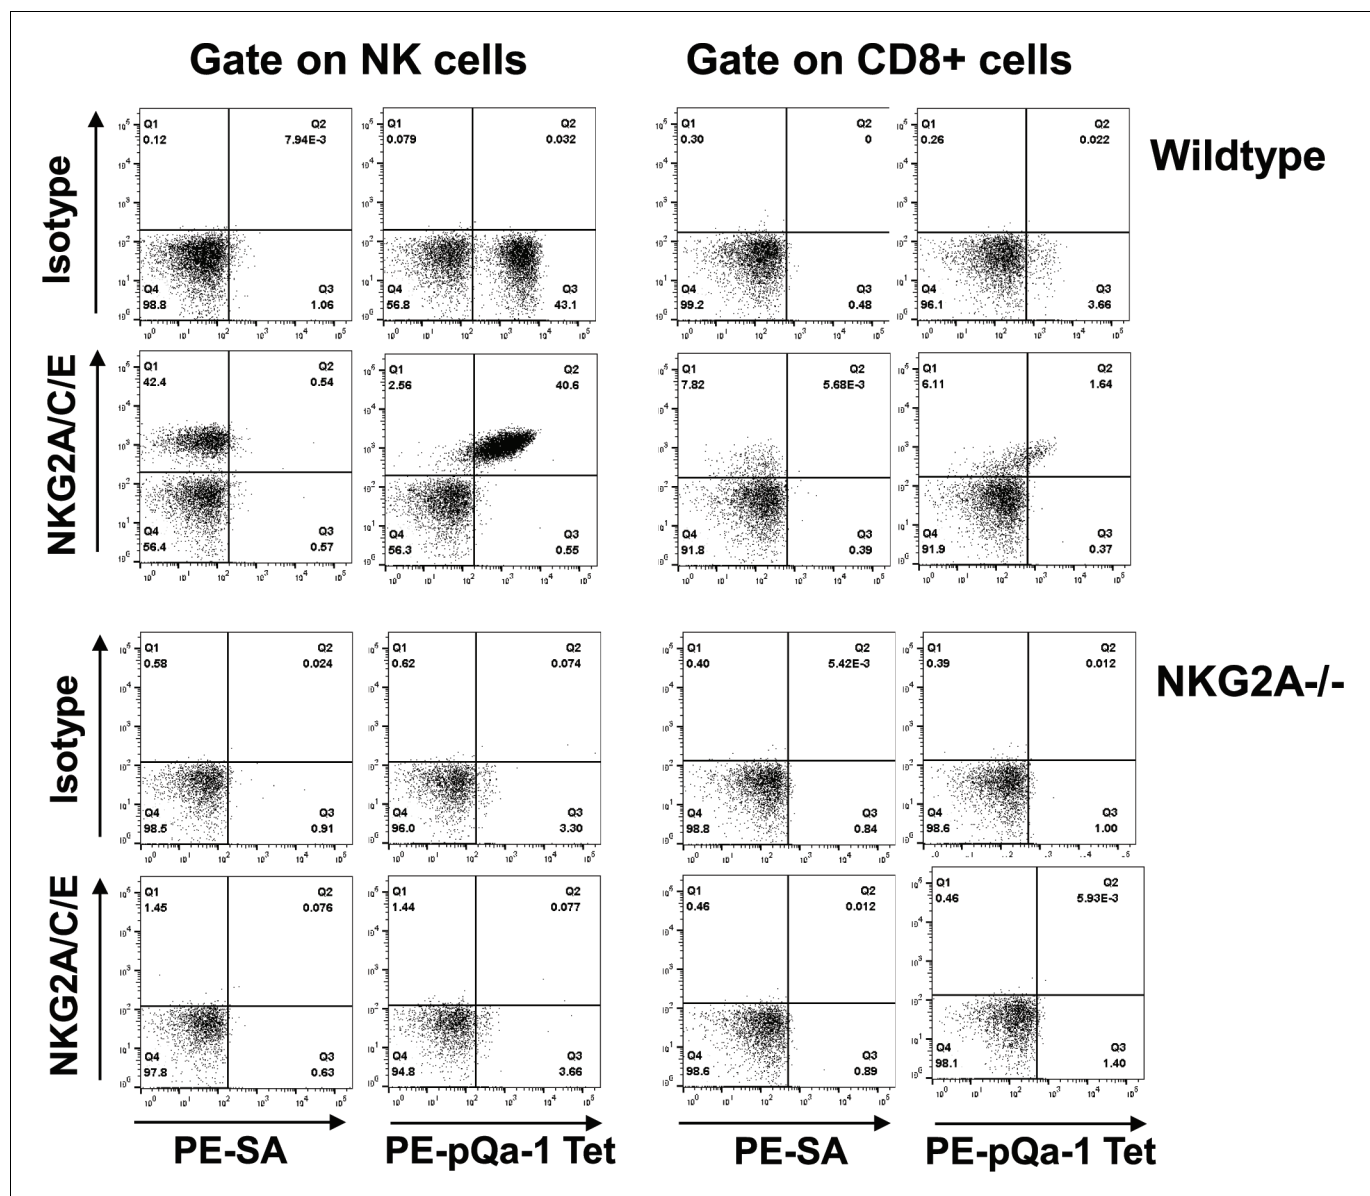 Gate on NK cells
Gate on CD8+ cells
Wildtype
Isotype
Q1
0.12
Q2
7.94E-3
Q4
98.8
Q3
1.06
Q1
0.079
Q2
0.032
Q4
56.8
Q3
43.1
Q1
0.30
Q2
0
Q4
99.2
Q3
0.48
Q1
0.26
Q2
0.022
Q4
96.1
Q3
3.66
NKG2A/C/E
Q1
42.4
Q2
0.54
Q4
56.4
Q3
0.57
Q1
2.56
Q2
40.6
Q4
56.3
Q3
0.55
Q1
7.82
Q2
5.68E-3
Q4
91.8
Q3
0.39
Q1
6.11
Q2
1.64
Q4
91.9
Q3
0.37
NKG2A-/-
Isotype
Q1
0.58
Q2
0.024
Q4
98.5
Q3
0.91
Q1
0.62
Q2
0.074
Q4
96.0
Q3
3.30
Q1
0.40
Q2
5.42E-3
Q4
98.8
Q3
0.84
Q1
0.39
Q2
0.012
Q4
98.6
Q3
1.00
NKG2A/C/E
Q1
1.45
Q2
0.076
Q4
97.8
Q3
0.63
Q1
1.44
Q2
0.077
Q4
94.8
Q3
3.66
Q1
0.46
Q2
0.012
Q4
98.6
Q3
0.89
Q1
0.46
Q2
5.93E-3
Q4
98.1
Q3
1.40
PE-SA
PE-pQa-1 Tet
PE-SA
PE-pQa-1 Tet